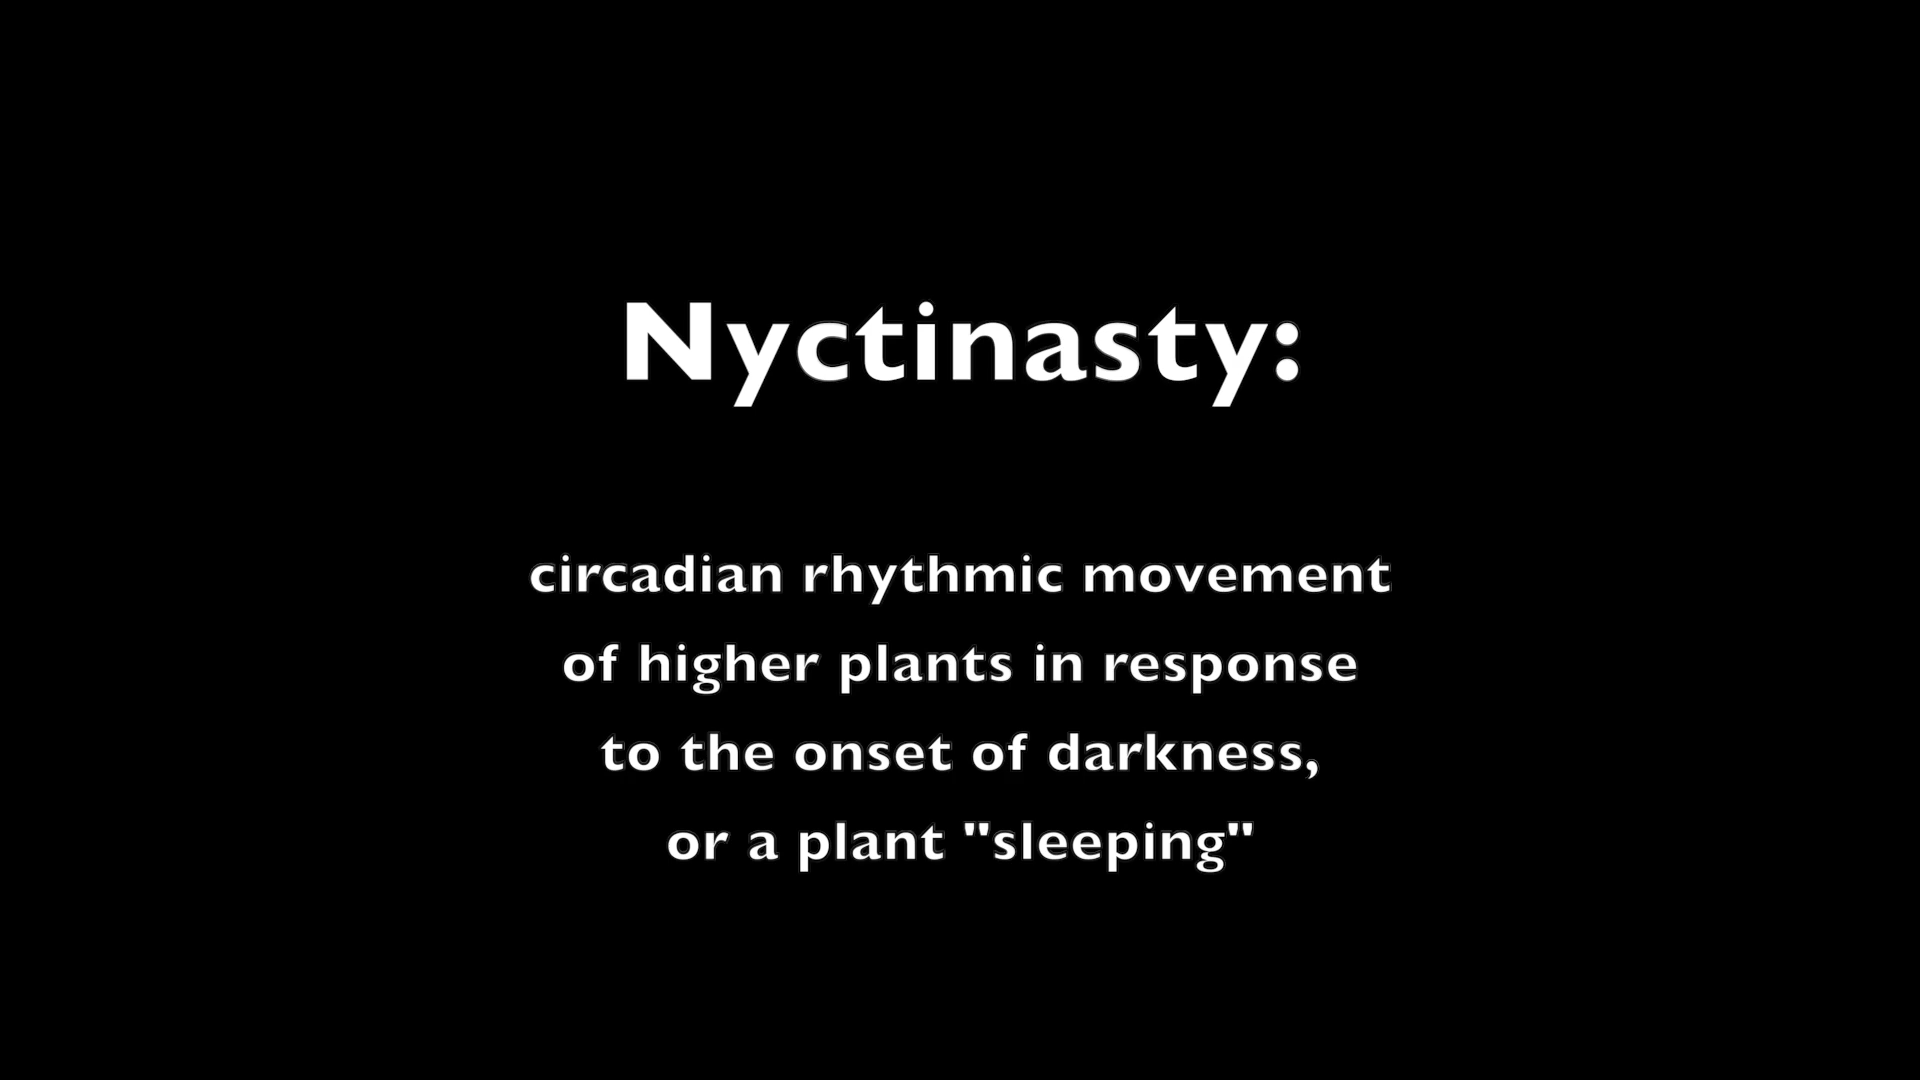 Nyctinasty:
circadian rhythmic movement
of higher plants in response
to the onset of darkness,
or a plant "sleeping"